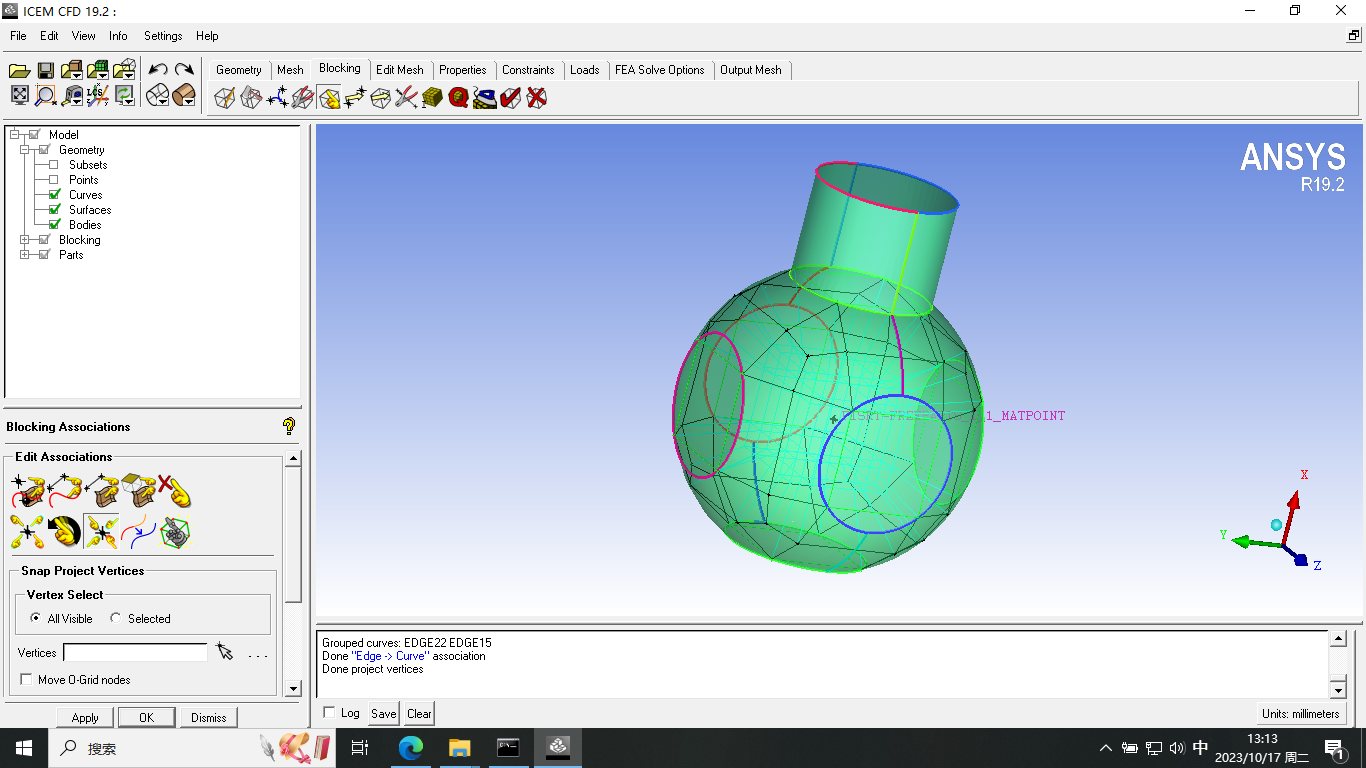 ICEM CFD 19.2 :
File Edit View Info Settings Help
Geometry Mesh Blocking Edit Mesh Properties Constraints Loads FEA Solve Options Output Mesh
Model
Geometry
Subsets
Points
Curves
Surfaces
Bodies
Blocking
Parts
ANSYS
R19.2
1_MATPOINT
X
Y
Z
Blocking Associations
Edit Associations
Snap Project Vertices
Vertex Select
All Visible Selected
Vertices . . .
Move O-Grid nodes
Apply OK Dismiss
Grouped curves: EDGE22 EDGE15
Done "Edge -> Curve" association
Done project vertices
Log Save Clear
Units: millimeters
搜索
中
13:13
2023/10/17 周二
1